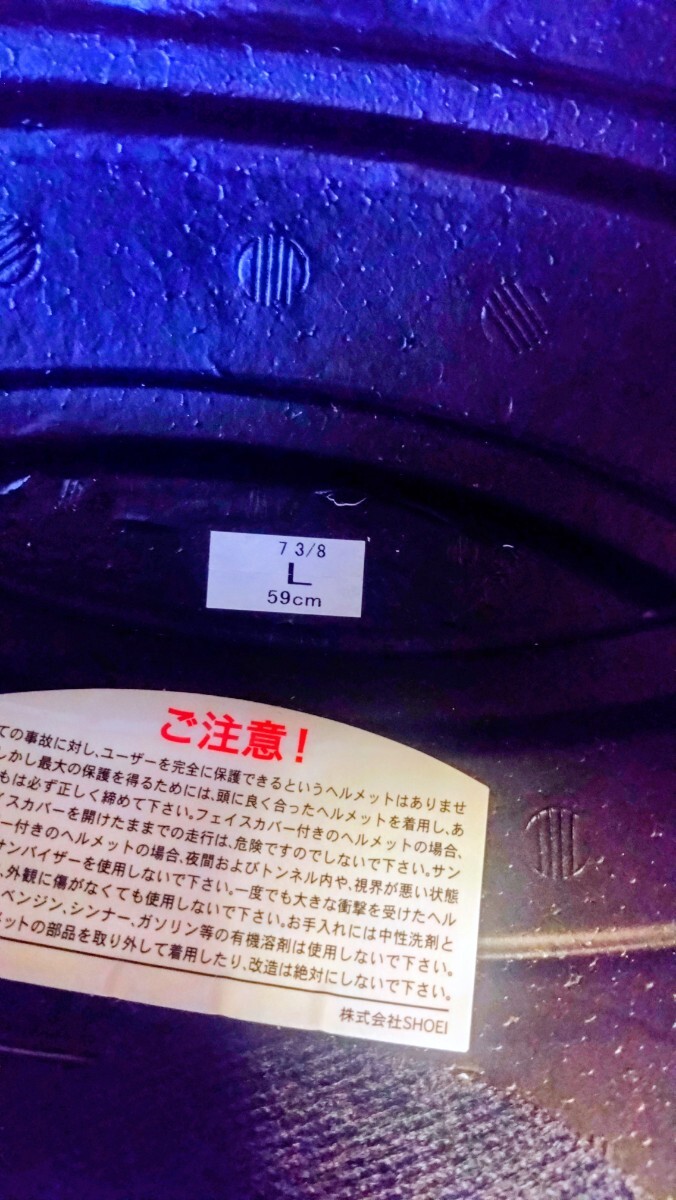 7 3/8
L
59cm
ご注意!
ての事故に対し、ユーザーを完全に保護できるというヘルメットはありませ
しかし最大の保護を得るためには、頭に良く合ったヘルメットを着用し、あ
もは必ず正しく締めて下さい。フェイスカバー付きのヘルメットの場合、
イスカバーを開けたままでの走行は、危険ですのでしないで下さい。サン
ー付きのヘルメットの場合、夜間およびトンネル内や、視界が悪い状態
ンバイザーを使用しないで下さい。一度でも大きな衝撃を受けたヘル
、外観に傷がなくても使用しないで下さい。お手入れには中性洗剤と
ベンジン、シンナー、ガソリン等の有機溶剤は使用しないで下さい。
メットの部品を取り外して着用したり、改造は絶対にしないで下さい。
株式会社SHOEI